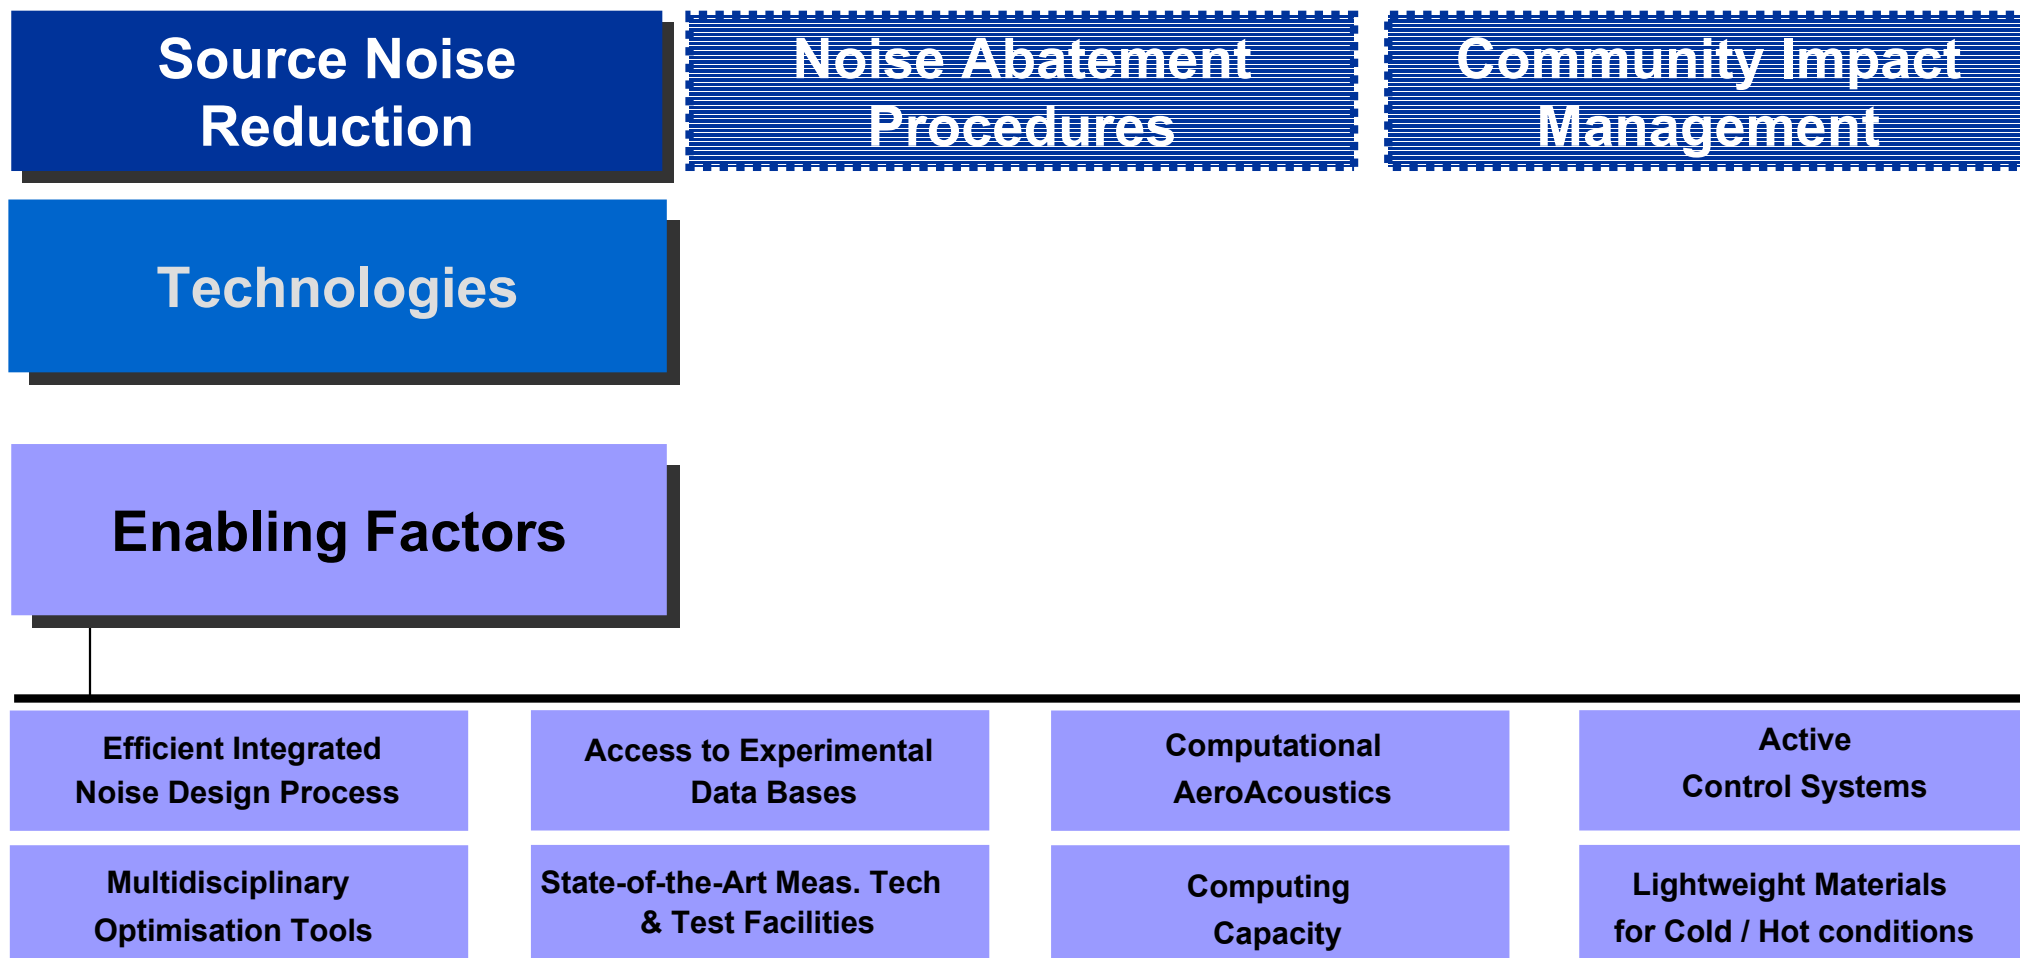 Source Noise
Reduction
Noise Abatement
Procedures
Community Impact
Management
Technologies
Enabling Factors
Efficient Integrated
Noise Design Process
Access to Experimental
Data Bases
Computational
AeroAcoustics
Active
Control Systems
Multidisciplinary
Optimisation Tools
State-of-the-Art Meas. Tech
& Test Facilities
Computing
Capacity
Lightweight Materials
for Cold / Hot conditions